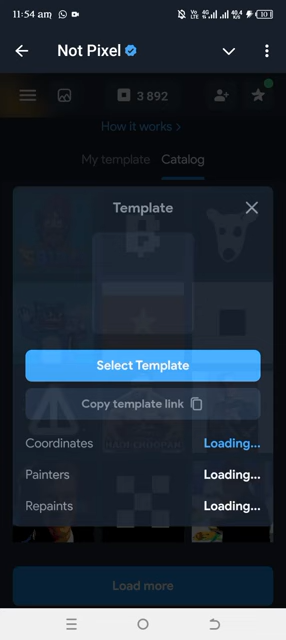 11:54 am
Not Pixel
3 892
How it works >
My template Catalog
Template
Select Template
Copy template link
Coordinates Loading...
Painters Loading...
Repaints Loading...
Load more